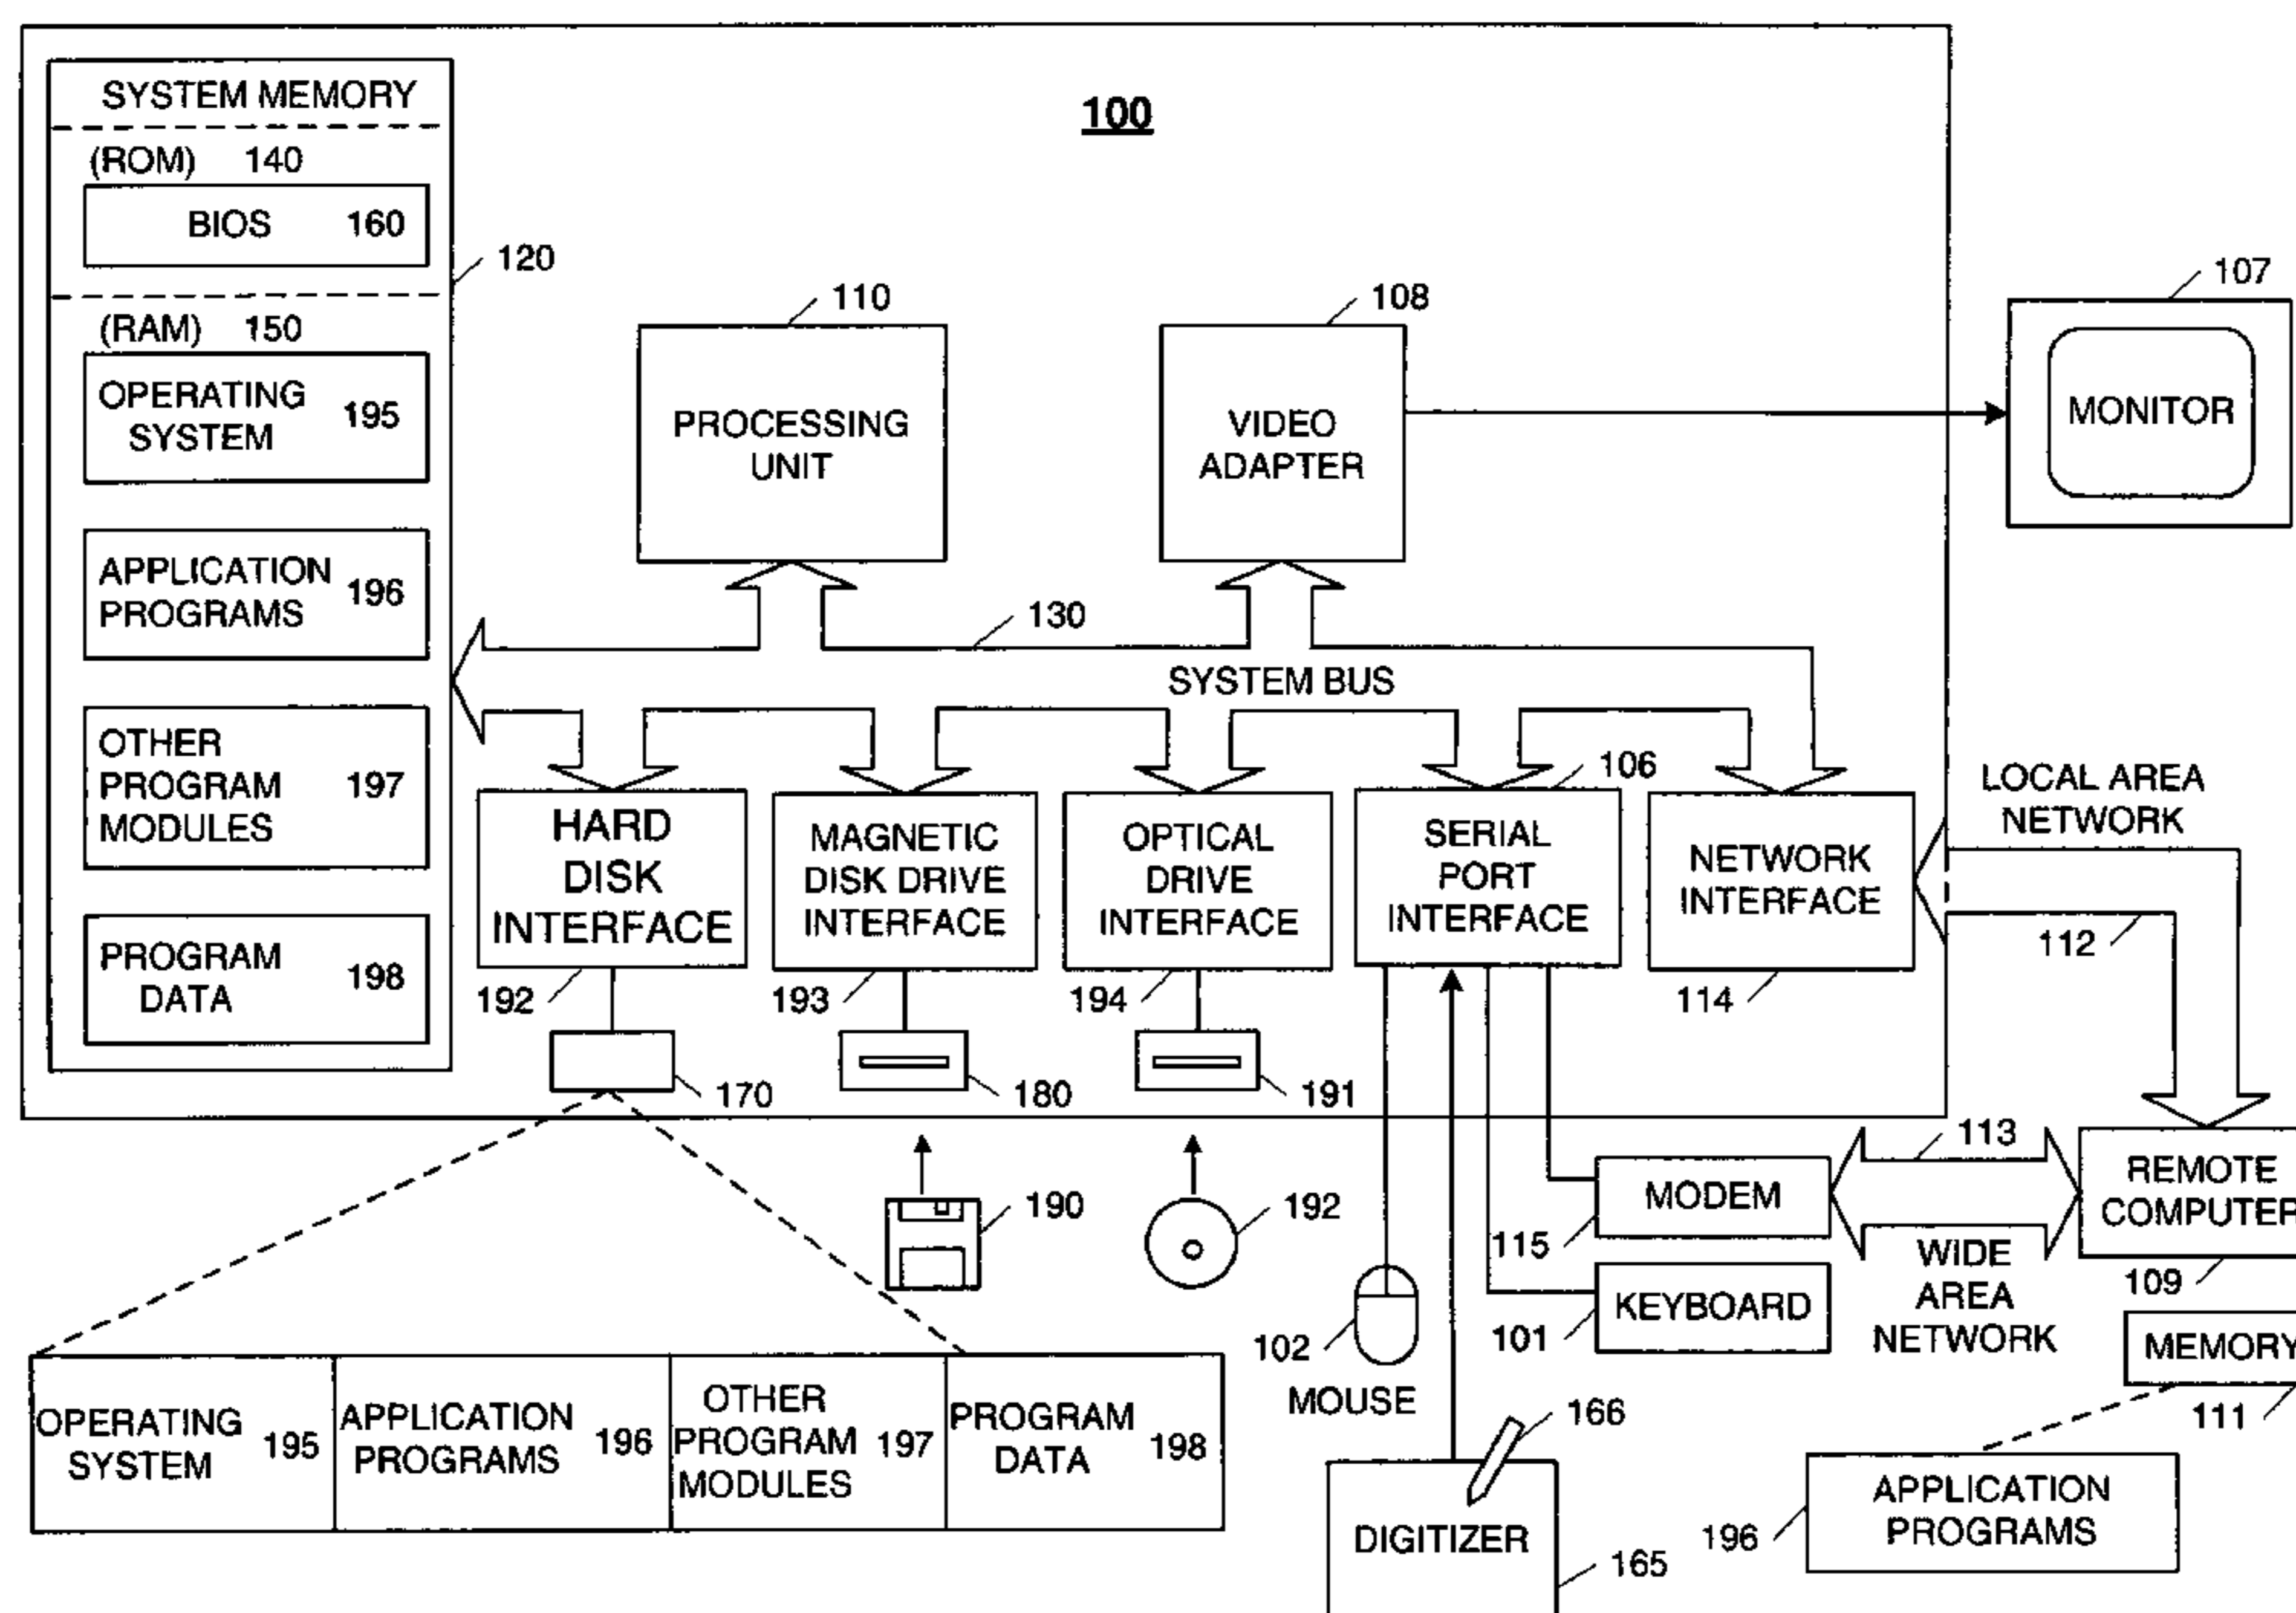 100
SYSTEM MEMORY
(ROM) 140
BIOS 160
120
(RAM) 150
OPERATING
SYSTEM
195
APPLICATION
PROGRAMS
196
OTHER
PROGRAM
MODULES
197
PROGRAM
DATA
198
110
PROCESSING
UNIT
108
VIDEO
ADAPTER
107
MONITOR
130
SYSTEM BUS
HARD
DISK
INTERFACE
192
MAGNETIC
DISK DRIVE
INTERFACE
193
OPTICAL
DRIVE
INTERFACE
194
106
SERIAL
PORT
INTERFACE
NETWORK
INTERFACE
114
LOCAL AREA
NETWORK
112
170
180
191
190
192
113
MODEM
115
WIDE
AREA
NETWORK
REMOTE
COMPUTER
109
KEYBOARD
101
102
MOUSE
MEMORY
111
OPERATING
SYSTEM
195
APPLICATION
PROGRAMS
196
OTHER
PROGRAM
MODULES
197
PROGRAM
DATA
198
166
DIGITIZER
165
APPLICATION
PROGRAMS
196